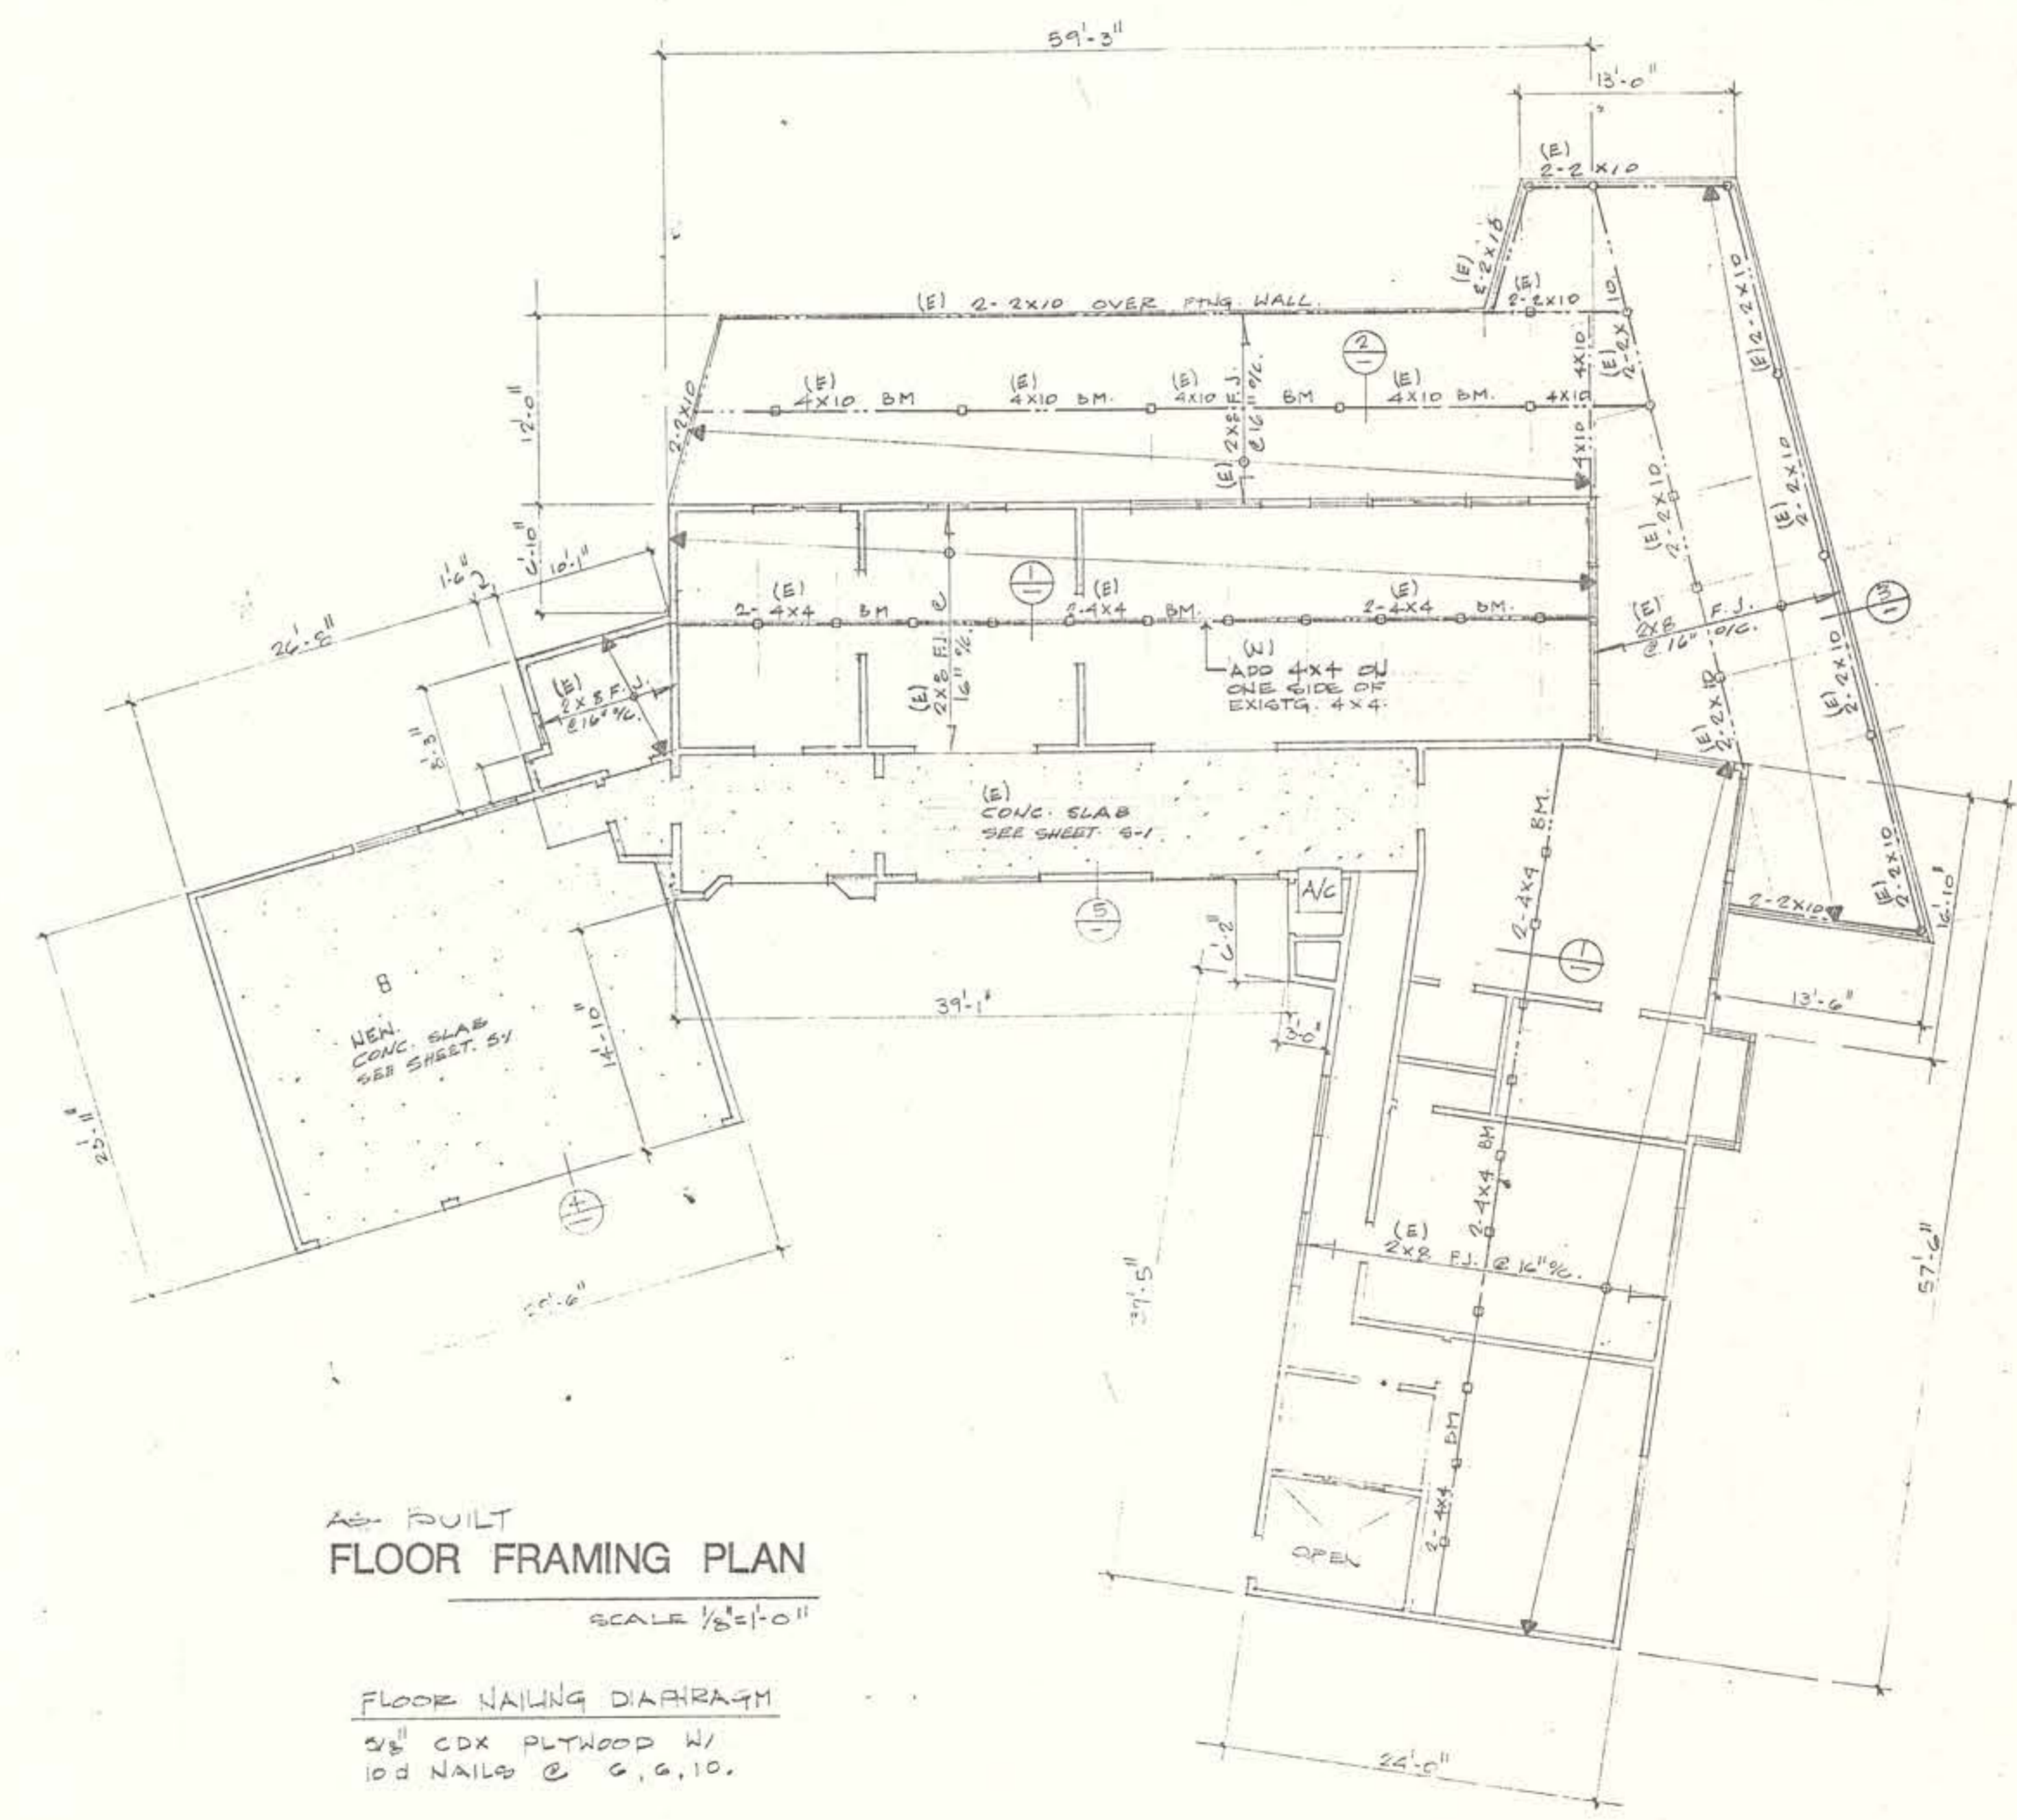 59'-3"
13'-0"
(E)
2-2X10
(E)
2-2X10
(E) 2-2X10 OVER FTNG. WALL.
(E)
2-2X10
(E)
2-2X10
(E) 2-2X10
4X10
12'-0"
2-2X10
(E)
4X10 BM
(E)
4X10 BM.
(E)
4X10 BM
(E)
4X10 BM.
4X10
4X10
(E) 2X8 F.J.
@ 16" O/C.
2
(E)
2-2X10
(E)
2-2X10
6'-10"
10'-1"
1'-6"
26'-8"
1
(E)
2-4X4 BM
(E)
2-4X4 BM.
(E)
2-4X4 BM.
(E)
2X8 F.J. @
16" O/C.
(N)
ADD 4X4 ON
ONE SIDE OF
EXISTG. 4X4.
(E)
2X8 F.J.
@ 16" O/C.
3
1
(E)
2-2X10
(E)
2-2X10
(E)
2X8 F.J.
@ 16" O/C.
8'-3"
(E)
CONC. SLAB
SEE SHEET. S-1
2-4X4 BM.
A/C
5
6'-2"
2-2X10
(E)
2-2X10
16'-10"
1
13'-6"
39'-1"
3'-0"
8
NEW.
CONC. SLAB
SEE SHEET. S-1
14'-10"
25'-11"
4
2-4X4 BM
(E)
2X8 F.J. @ 16" O/C.
37'-5"
57'-6"
2-4X4 BM
OPEN
24'-0"
AS-BUILT
FLOOR FRAMING PLAN
SCALE 1/8"=1'-0"
FLOOR NAILING DIAPHRAGM
5/8" CDX PLYWOOD W/
10d NAILS @ 6, 6, 10.